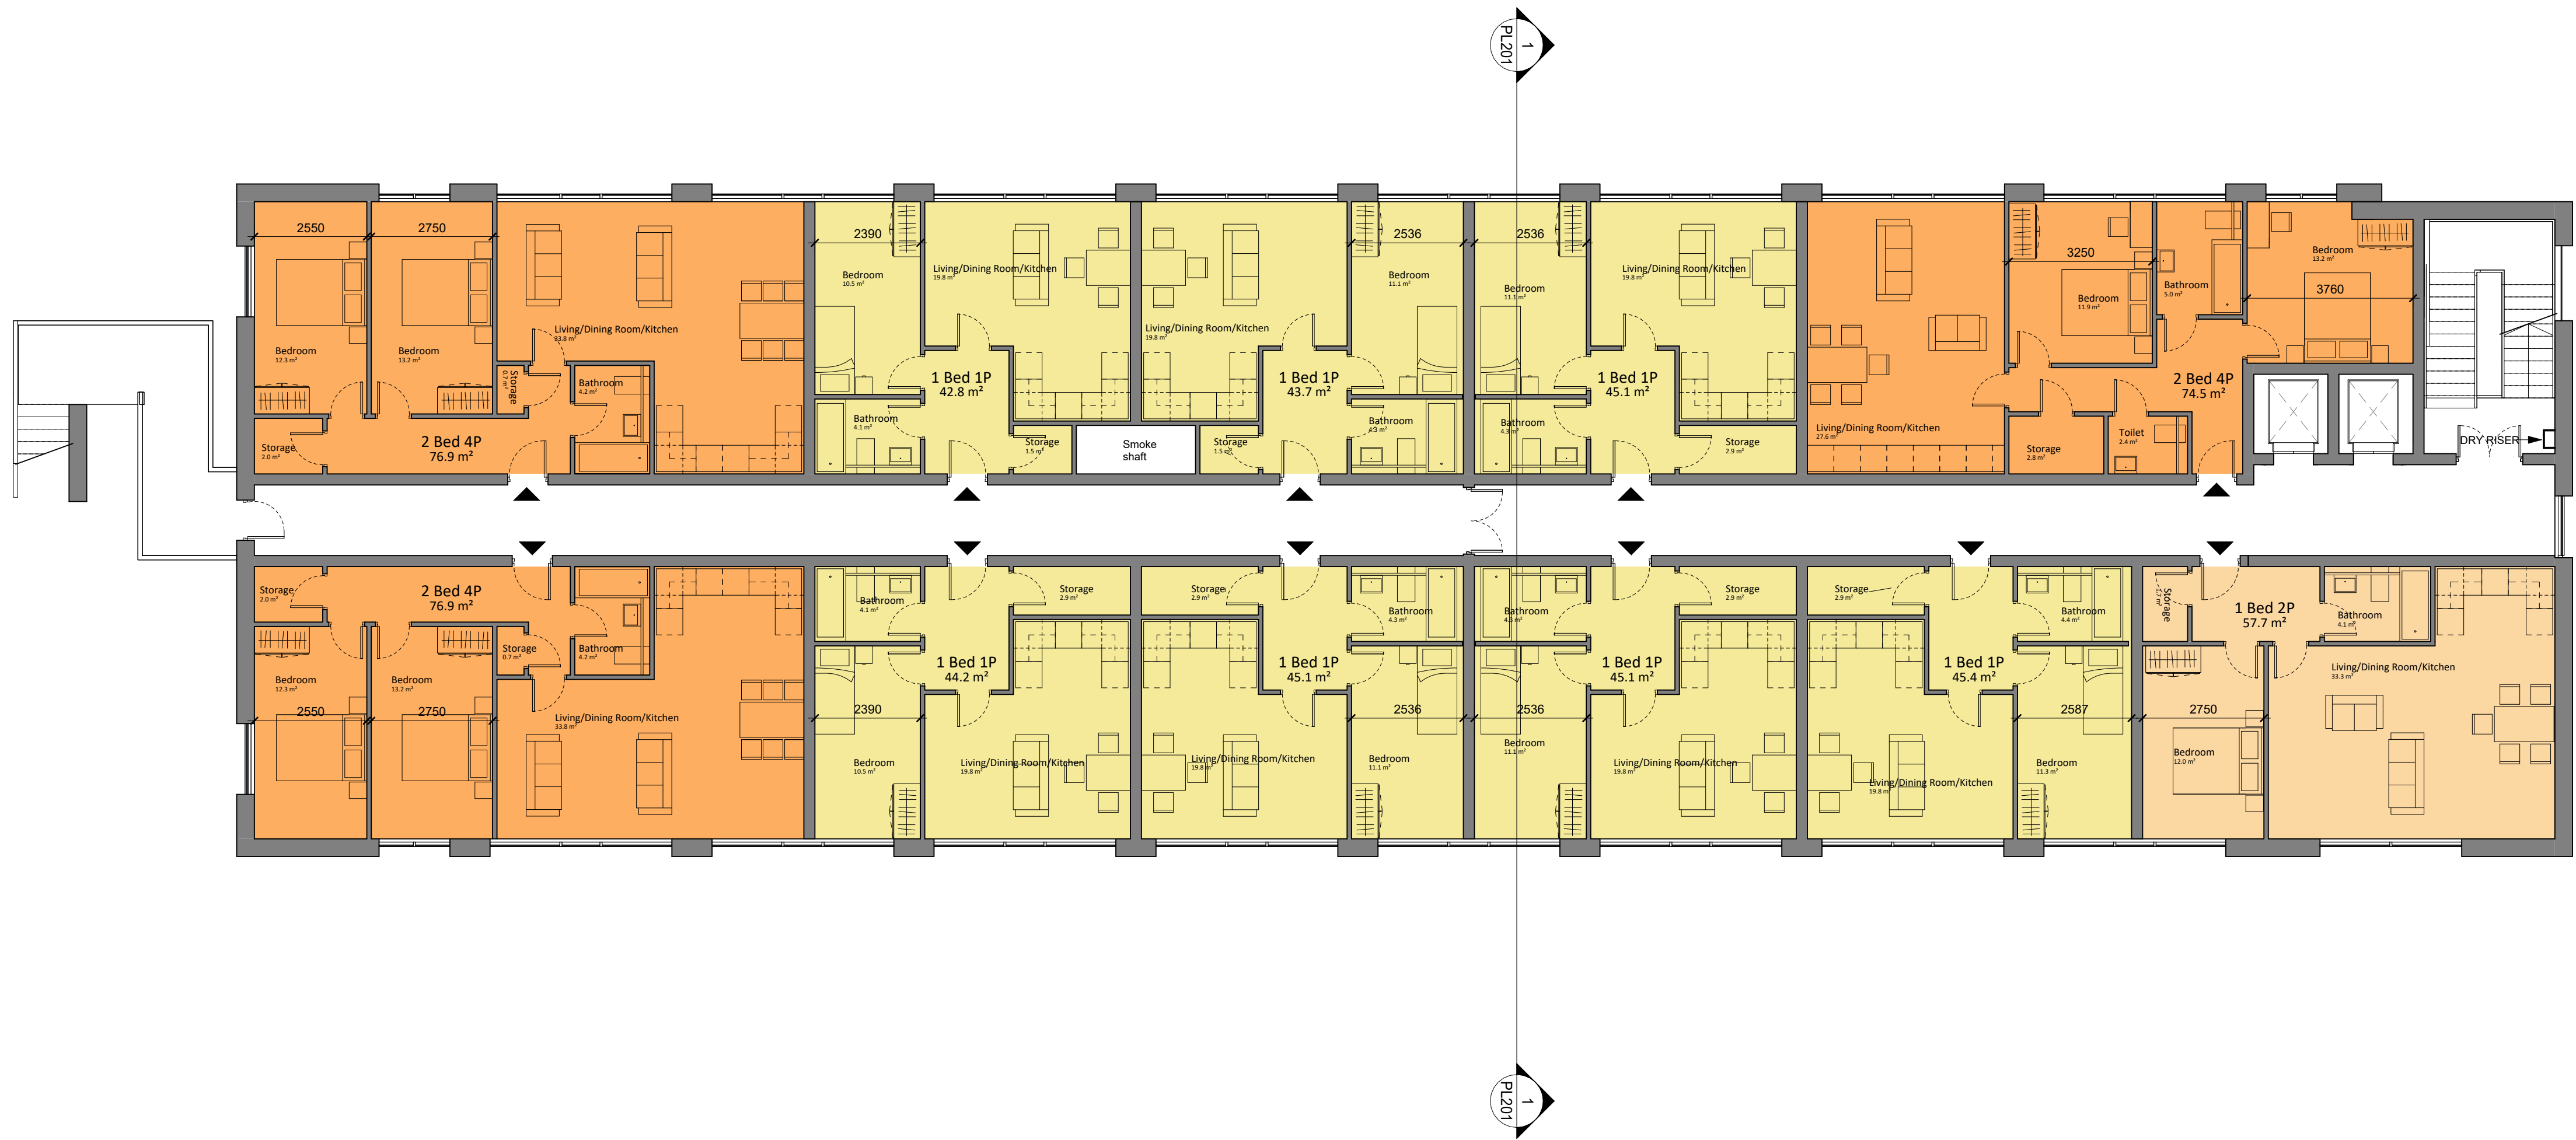 1
PL201
2550
2750
Bedroom
12.3 m²
Bedroom
13.2 m²
Living/Dining Room/Kitchen
33.8 m²
Storage
0.7 m²
Bathroom
4.2 m²
Storage
2.0 m²
2 Bed 4P
76.9 m²
2390
Bedroom
10.5 m²
Living/Dining Room/Kitchen
19.8 m²
1 Bed 1P
42.8 m²
Bathroom
4.1 m²
Storage
1.5 m²
Smoke
shaft
Living/Dining Room/Kitchen
19.8 m²
1 Bed 1P
43.7 m²
Storage
1.5 m²
2536
Bedroom
11.1 m²
Bathroom
4.3 m²
2536
Bedroom
11.1 m²
Bathroom
4.3 m²
1 Bed 1P
45.1 m²
Living/Dining Room/Kitchen
19.8 m²
Storage
2.9 m²
Living/Dining Room/Kitchen
27.6 m²
3250
Bedroom
11.9 m²
Bathroom
5.0 m²
Bedroom
13.2 m²
3760
2 Bed 4P
74.5 m²
Storage
2.8 m²
Toilet
2.4 m²
DRY RISER
Storage
2.0 m²
2 Bed 4P
76.9 m²
Bedroom
12.3 m²
Bedroom
13.2 m²
2550
2750
Storage
0.7 m²
Bathroom
4.2 m²
Living/Dining Room/Kitchen
33.8 m²
Bathroom
4.1 m²
Storage
2.9 m²
1 Bed 1P
44.2 m²
2390
Bedroom
10.5 m²
Living/Dining Room/Kitchen
19.8 m²
Storage
2.9 m²
Bathroom
4.3 m²
1 Bed 1P
45.1 m²
2536
Living/Dining Room/Kitchen
19.8 m²
Bedroom
11.1 m²
Bathroom
4.3 m²
Storage
2.9 m²
1 Bed 1P
45.1 m²
2536
Bedroom
11.1 m²
Living/Dining Room/Kitchen
19.8 m²
Storage
2.9 m²
Bathroom
4.4 m²
1 Bed 1P
45.4 m²
2587
Living/Dining Room/Kitchen
19.8 m²
Bedroom
11.3 m²
Storage
1 Bed 2P
57.7 m²
Bathroom
4.1 m²
Living/Dining Room/Kitchen
33.3 m²
2750
Bedroom
12.0 m²
1
PL201